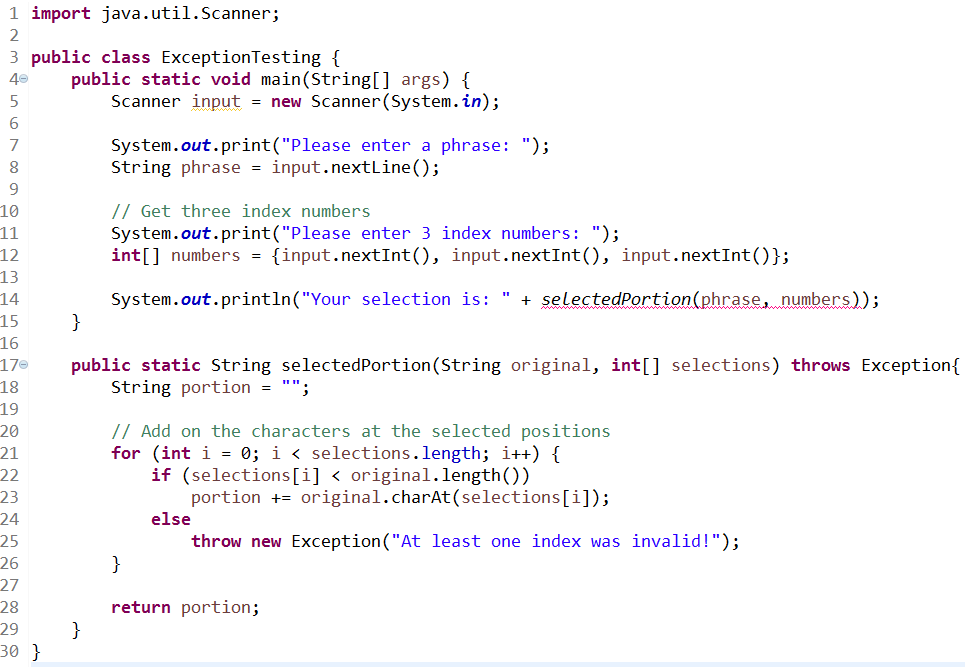 1 import java.util.Scanner;
2
3 public class ExceptionTesting {
4     public static void main(String[] args) {
5         Scanner input = new Scanner(System.in);
6
7         System.out.print("Please enter a phrase: ");
8         String phrase = input.nextLine();
9
10         // Get three index numbers
11         System.out.print("Please enter 3 index numbers: ");
12         int[] numbers = {input.nextInt(), input.nextInt(), input.nextInt()};
13
14         System.out.println("Your selection is: " + selectedPortion(phrase, numbers));
15     }
16
17     public static String selectedPortion(String original, int[] selections) throws Exception{
18         String portion = "";
19
20         // Add on the characters at the selected positions
21         for (int i = 0; i < selections.length; i++) {
22             if (selections[i] < original.length())
23                 portion += original.charAt(selections[i]);
24             else
25                 throw new Exception("At least one index was invalid!");
26         }
27
28         return portion;
29     }
30 }